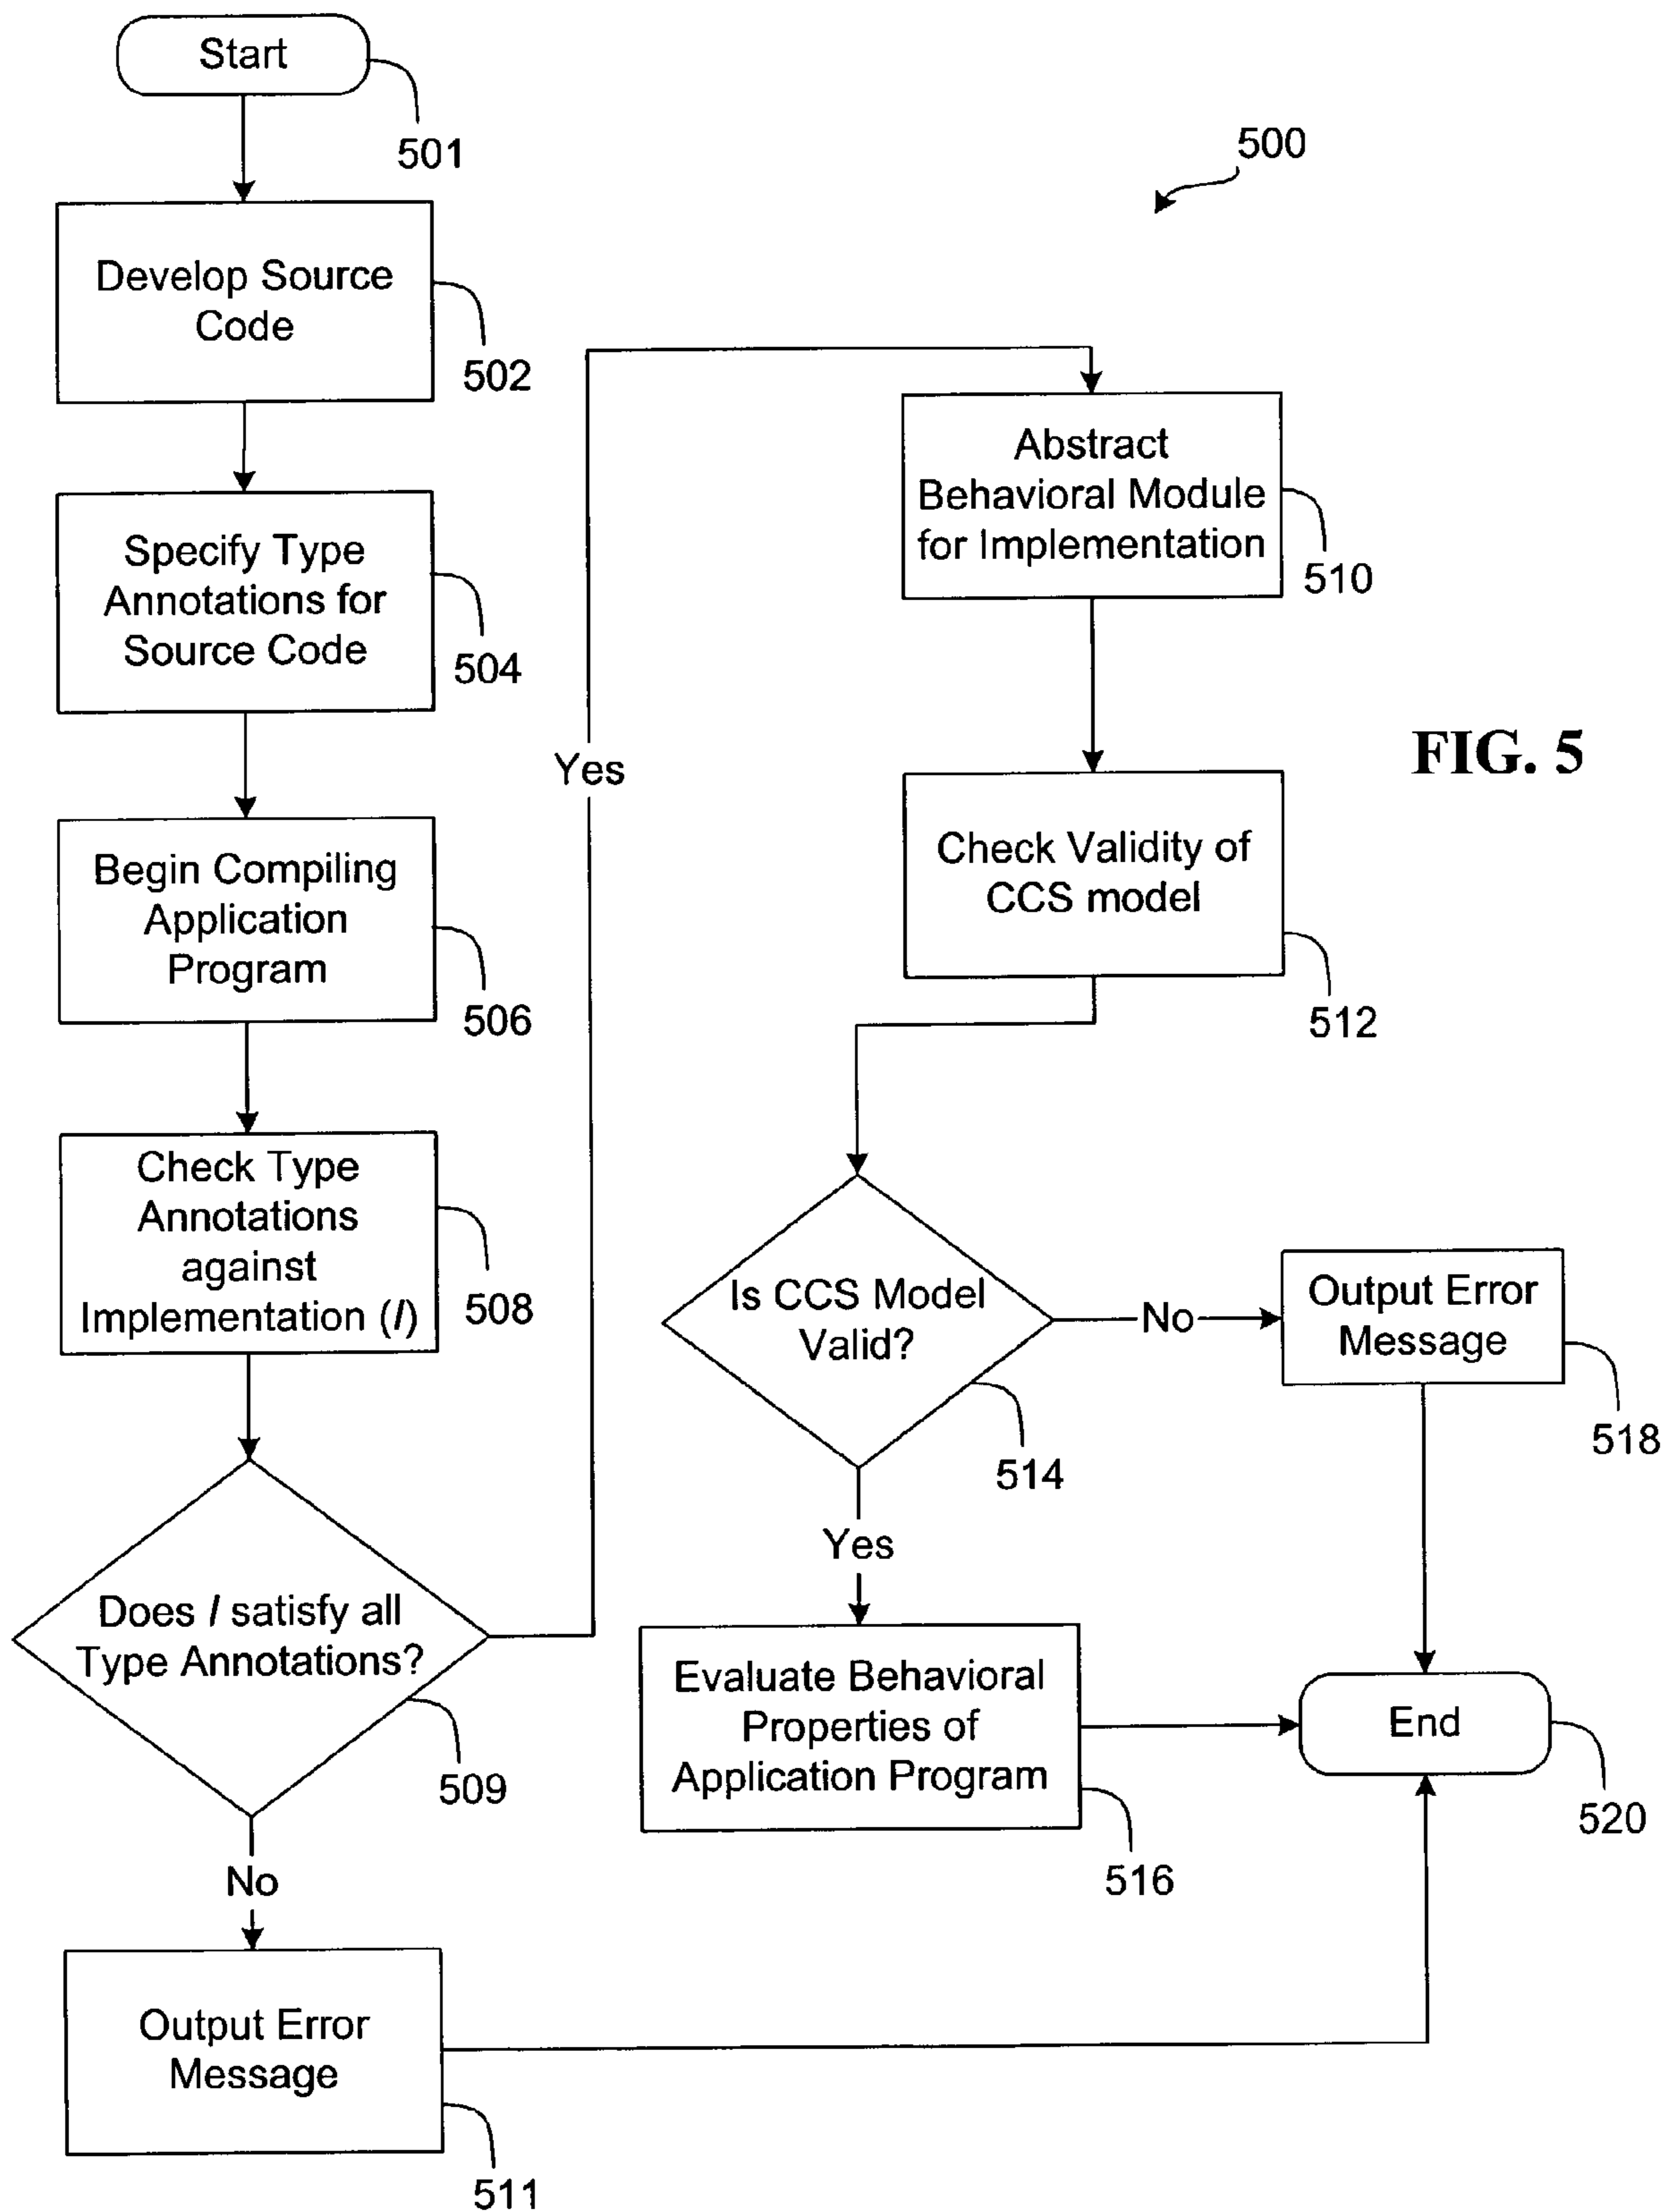 Start
501
500
Develop Source
Code
502
Specify Type
Annotations for
Source Code
504
Begin Compiling
Application
Program
506
Check Type
Annotations
against
Implementation (I)
508
Does I satisfy all
Type Annotations?
509
No
Output Error
Message
511
Yes
Abstract
Behavioral Module
for Implementation
510
FIG. 5
Check Validity of
CCS model
512
Is CCS Model
Valid?
514
No
Output Error
Message
518
Yes
Evaluate Behavioral
Properties of
Application Program
516
End
520